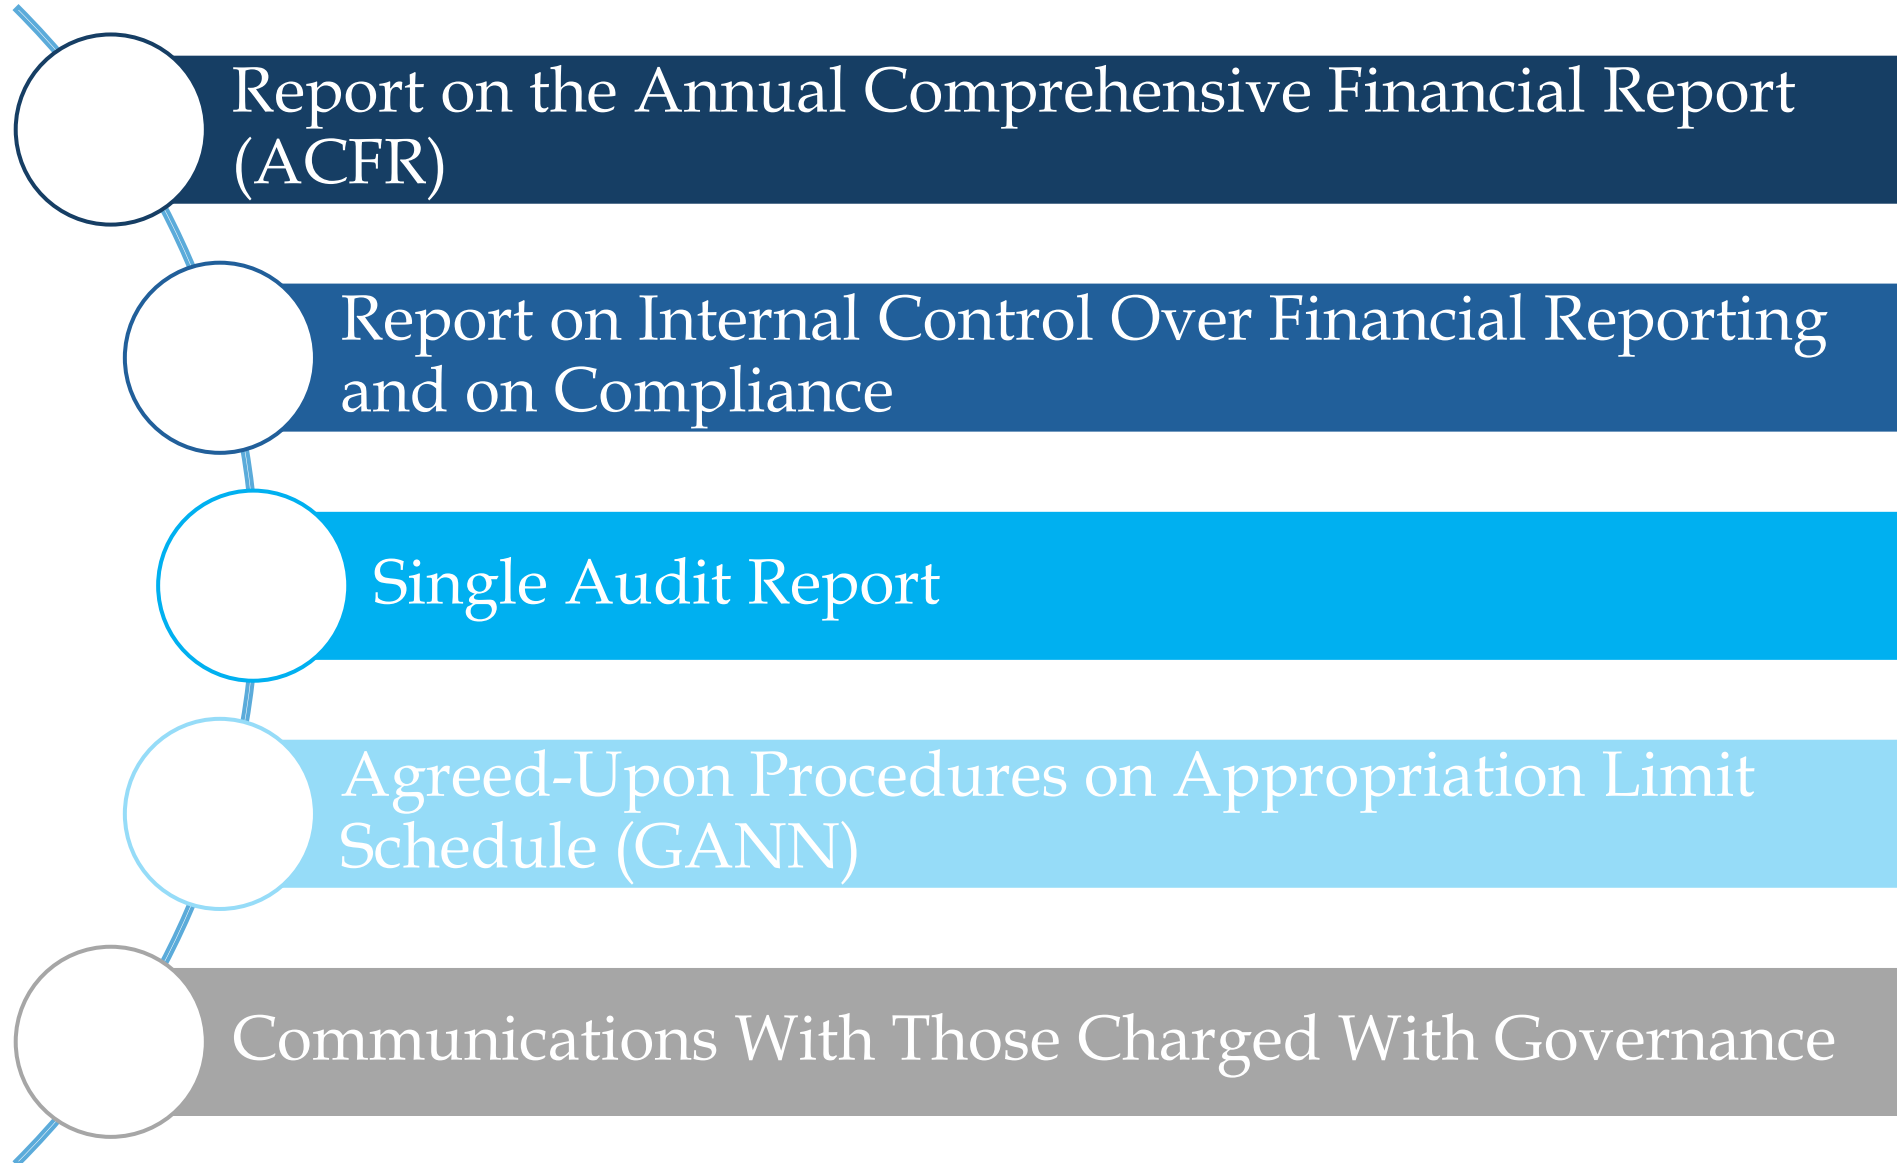 Report on the Annual Comprehensive Financial Report
(ACFR)
Report on Internal Control Over Financial Reporting
and on Compliance
Single Audit Report
Agreed-Upon Procedures on Appropriation Limit
Schedule (GANN)
Communications With Those Charged With Governance